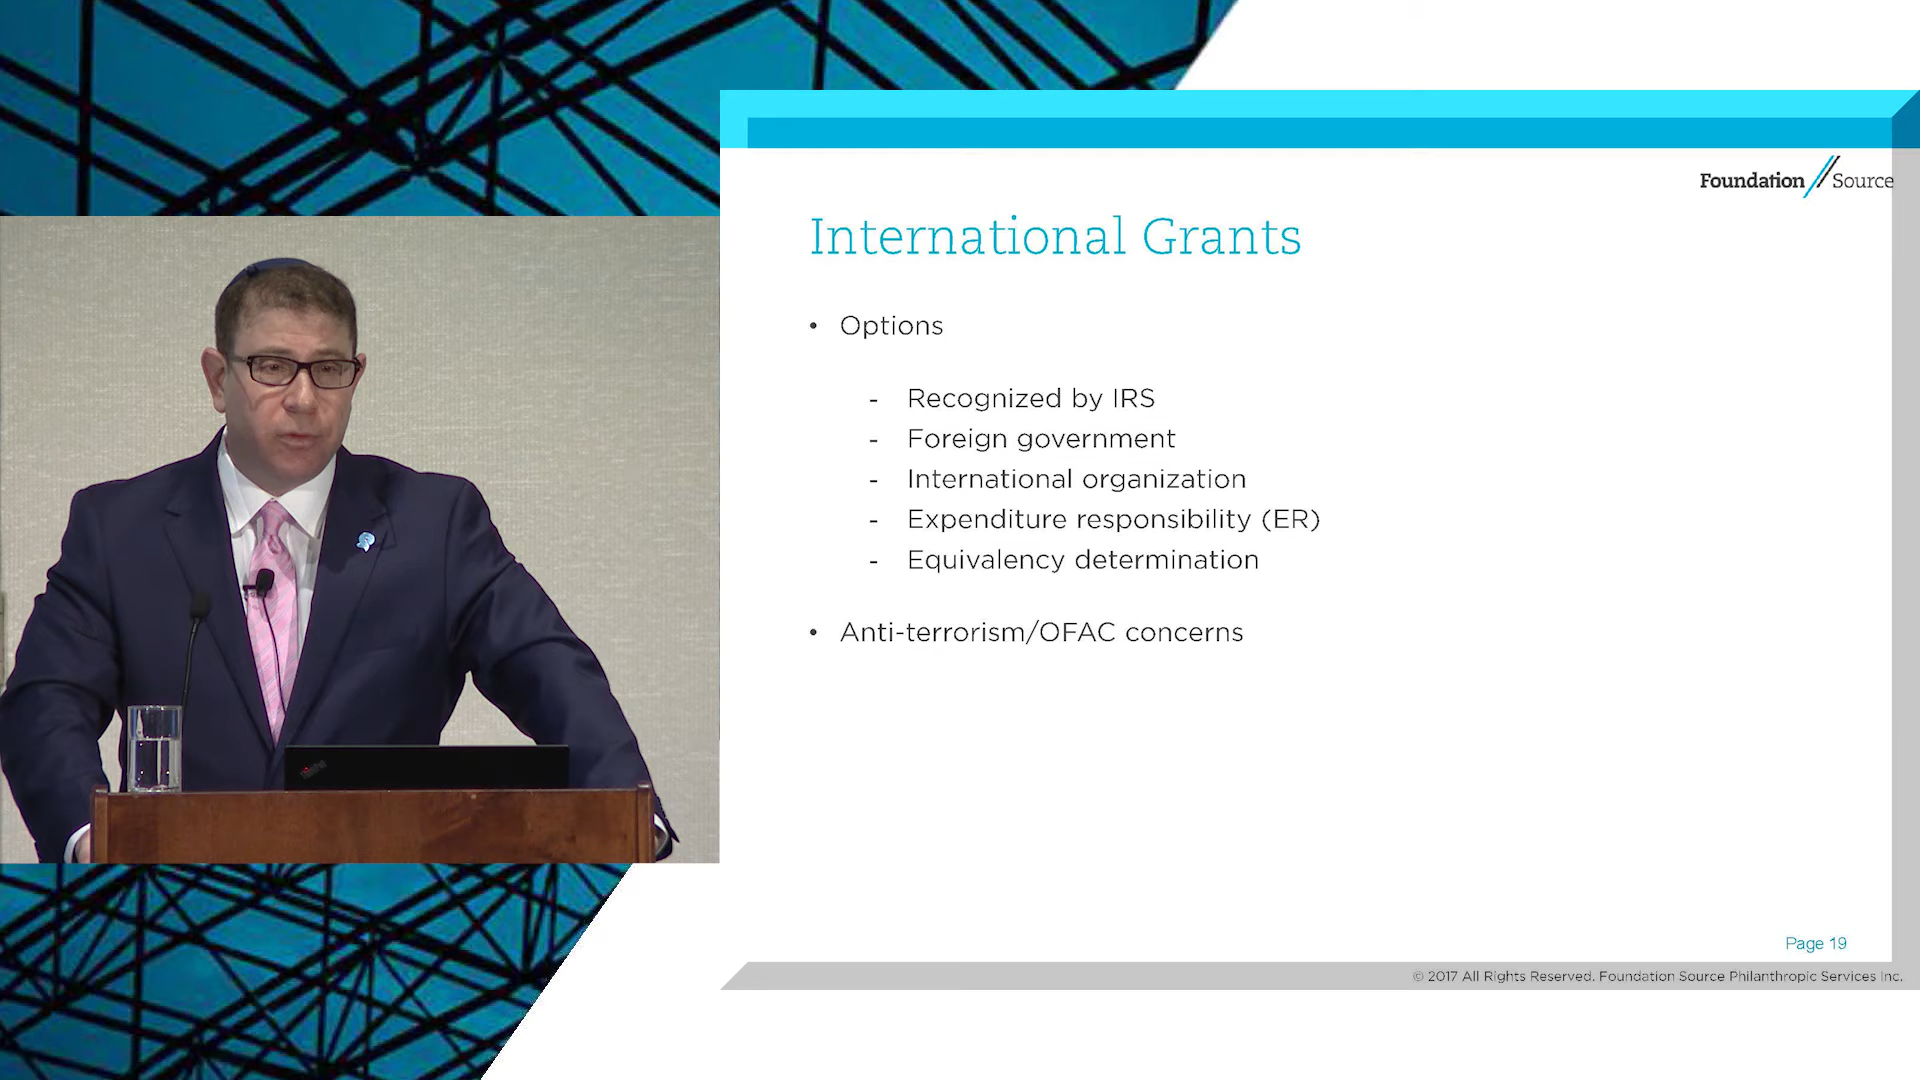 Foundation Source
International Grants
• Options
- Recognized by IRS
- Foreign government
- International organization
- Expenditure responsibility (ER)
- Equivalency determination
• Anti-terrorism/OFAC concerns
ThinkPad
Page 19
© 2017 All Rights Reserved. Foundation Source Philanthropic Services Inc.